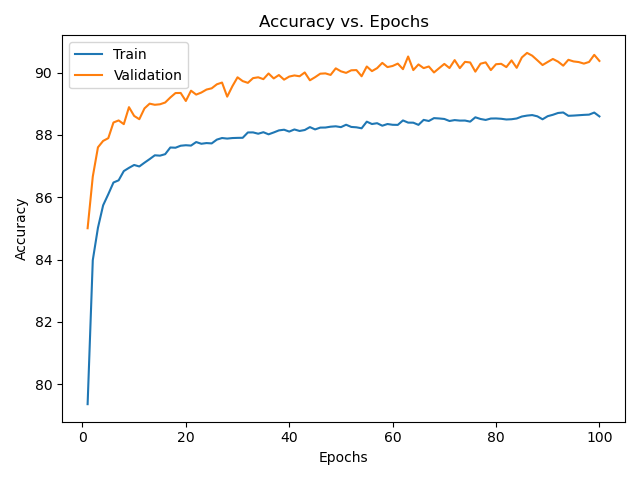 Accuracy vs. Epochs
Train
Validation
90
88
86
84
82
80
Accuracy
0 20 40 60 80 100
Epochs